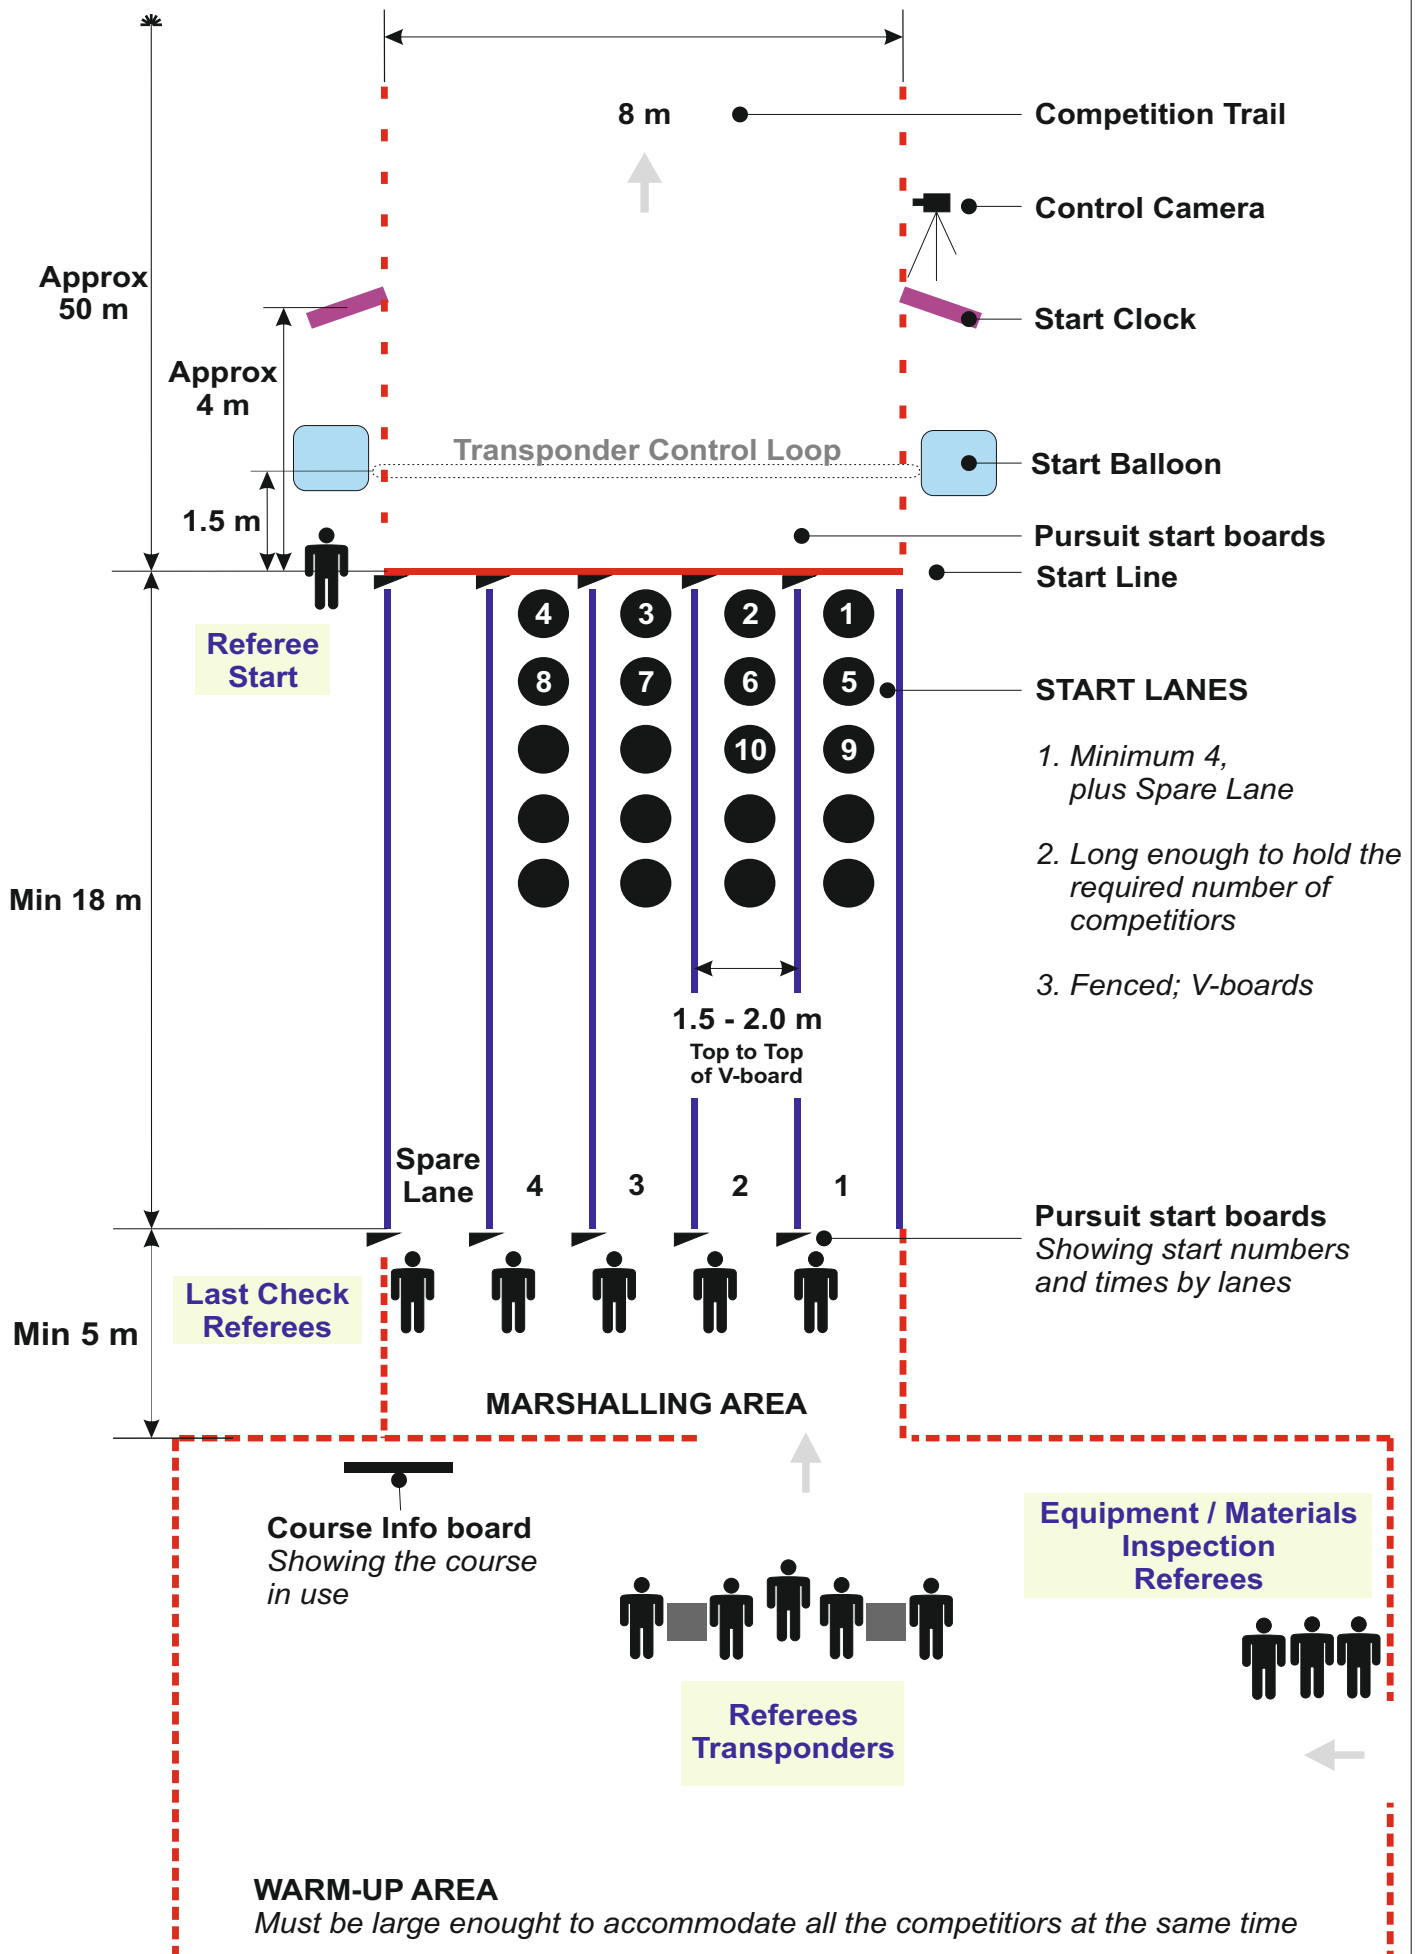 8 m
Competition Trail
Control Camera
Approx
50 m
Start Clock
Approx
4 m
Transponder Control Loop
Start Balloon
1.5 m
Pursuit start boards
Start Line
Referee
Start
4 3 2 1
8 7 6 5
10 9
START LANES
1. Minimum 4,
plus Spare Lane
2. Long enough to hold the
required number of
competitiors
3. Fenced; V-boards
Min 18 m
1.5 - 2.0 m
Top to Top
of V-board
Spare
Lane
4 3 2 1
Pursuit start boards
Showing start numbers
and times by lanes
Last Check
Referees
Min 5 m
MARSHALLING AREA
Course Info board
Showing the course
in use
Equipment / Materials
Inspection
Referees
Referees
Transponders
WARM-UP AREA
Must be large enought to accommodate all the competitiors at the same time